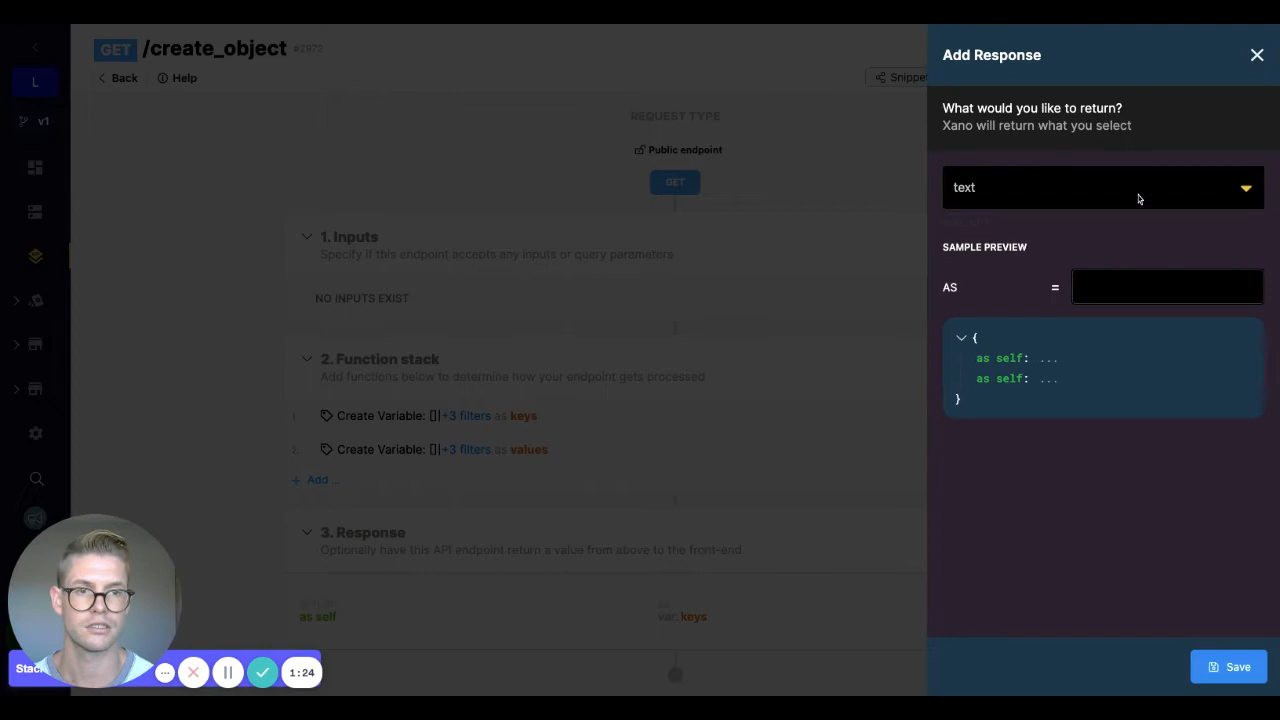 GET /create_object #2972
Back
Help
Snippet
L
v1
REQUEST TYPE
Public endpoint
GET
1. Inputs
Specify if this endpoint accepts any inputs or query parameters
NO INPUTS EXIST
2. Function stack
Add functions below to determine how your endpoint gets processed
1. Create Variable: []|+3 filters as keys
2. Create Variable: []|+3 filters as values
+ Add ...
3. Response
Optionally have this API endpoint return a value from above to the front-end
as self
var: keys
Stac
1:24
Add Response
What would you like to return?
Xano will return what you select
text
SAMPLE PREVIEW
AS =
{
as self: ...
as self: ...
}
Save